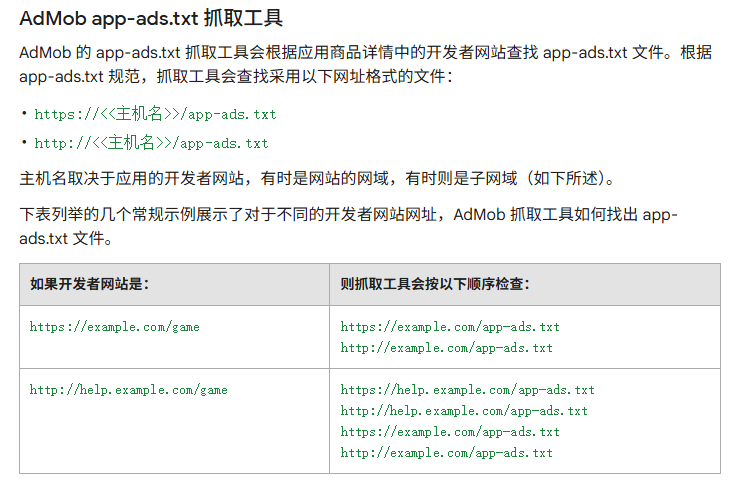 AdMob app-ads.txt 抓取工具
AdMob 的 app-ads.txt 抓取工具会根据应用商品详情中的开发者网站查找 app-ads.txt 文件。根据
app-ads.txt 规范，抓取工具会查找采用以下网址格式的文件：
• https://<<主机名>>/app-ads.txt
• http://<<主机名>>/app-ads.txt
主机名取决于应用的开发者网站，有时是网站的网域，有时则是子网域（如下所述）。
下表列举的几个常规示例展示了对于不同的开发者网站网址，AdMob 抓取工具如何找出 app-
ads.txt 文件。
如果开发者网站是：
则抓取工具会按以下顺序检查：
https://example.com/game
https://example.com/app-ads.txt
http://example.com/app-ads.txt
http://help.example.com/game
https://help.example.com/app-ads.txt
http://help.example.com/app-ads.txt
https://example.com/app-ads.txt
http://example.com/app-ads.txt